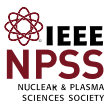 IEEE
NPSS
NUCLEAR & PLASMA
SCIENCES SOCIETY